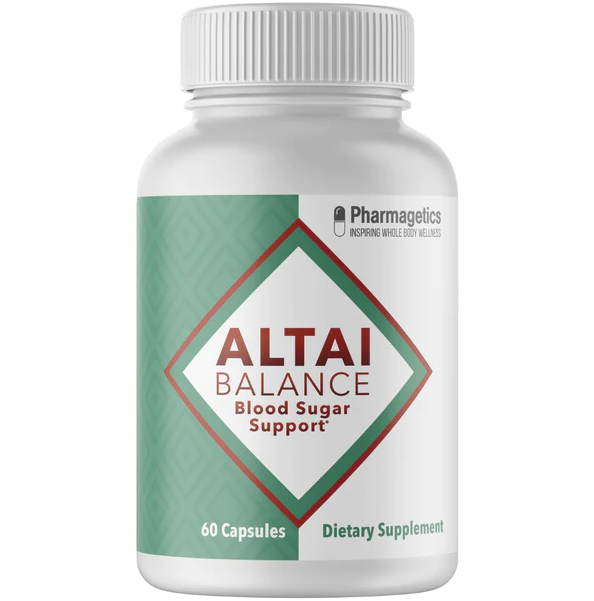 Pharmagetics
INSPIRING WHOLE BODY WELLNESS
ALTAI
BALANCE
Blood Sugar
Support*
60 Capsules
Dietary Supplement